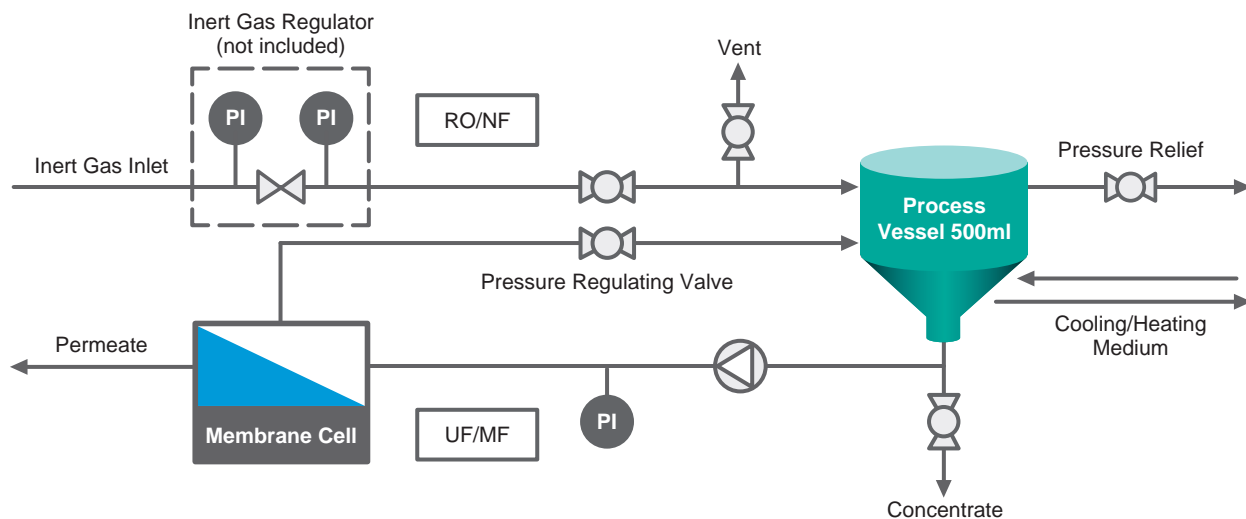 Inert Gas Regulator
(not included)
Vent
PI
PI
RO/NF
Inert Gas Inlet
Pressure Relief
Process
Vessel 500ml
Pressure Regulating Valve
Cooling/Heating
Medium
Permeate
Membrane Cell
UF/MF
PI
Concentrate